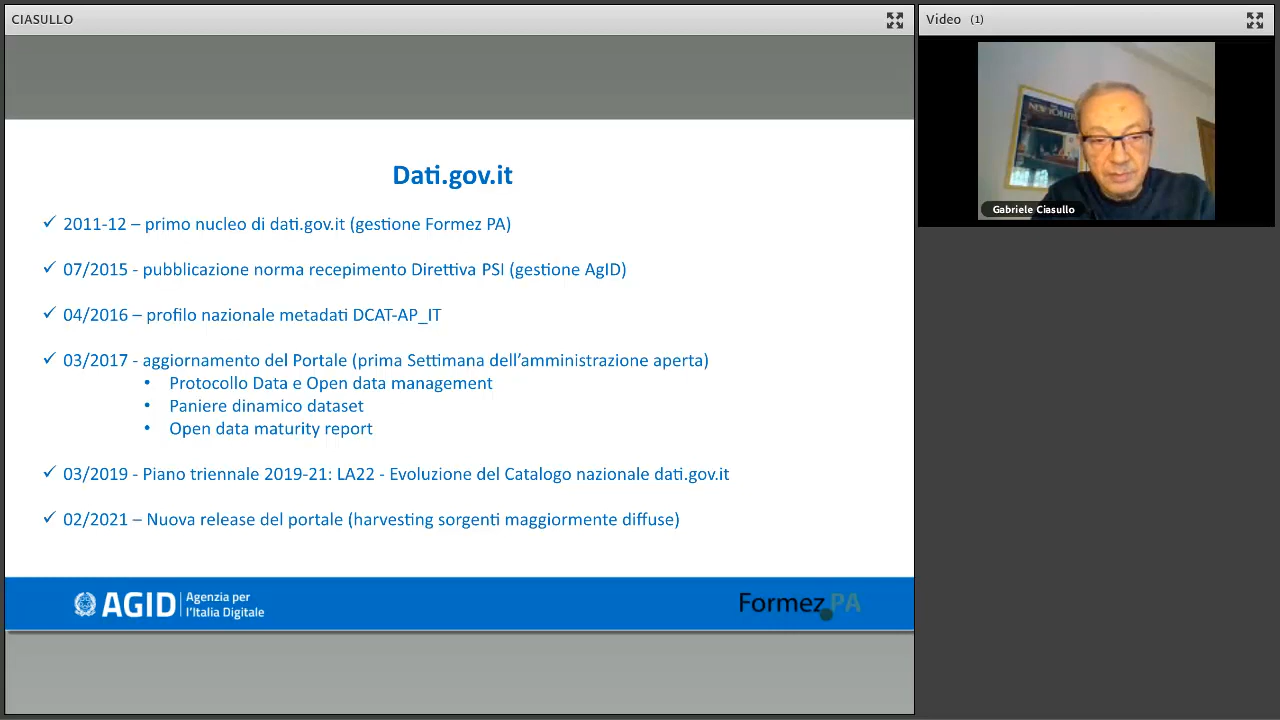 CIASULLO
Video (1)
NEW YORKER
Gabriele Ciasullo
Dati.gov.it
✓ 2011-12 – primo nucleo di dati.gov.it (gestione Formez PA)
✓ 07/2015 - pubblicazione norma recepimento Direttiva PSI (gestione AgID)
✓ 04/2016 – profilo nazionale metadati DCAT-AP_IT
✓ 03/2017 - aggiornamento del Portale (prima Settimana dell’amministrazione aperta)
• Protocollo Data e Open data management
• Paniere dinamico dataset
• Open data maturity report
✓ 03/2019 - Piano triennale 2019-21: LA22 - Evoluzione del Catalogo nazionale dati.gov.it
✓ 02/2021 – Nuova release del portale (harvesting sorgenti maggiormente diffuse)
AGID
Agenzia per
l’Italia Digitale
Formez PA